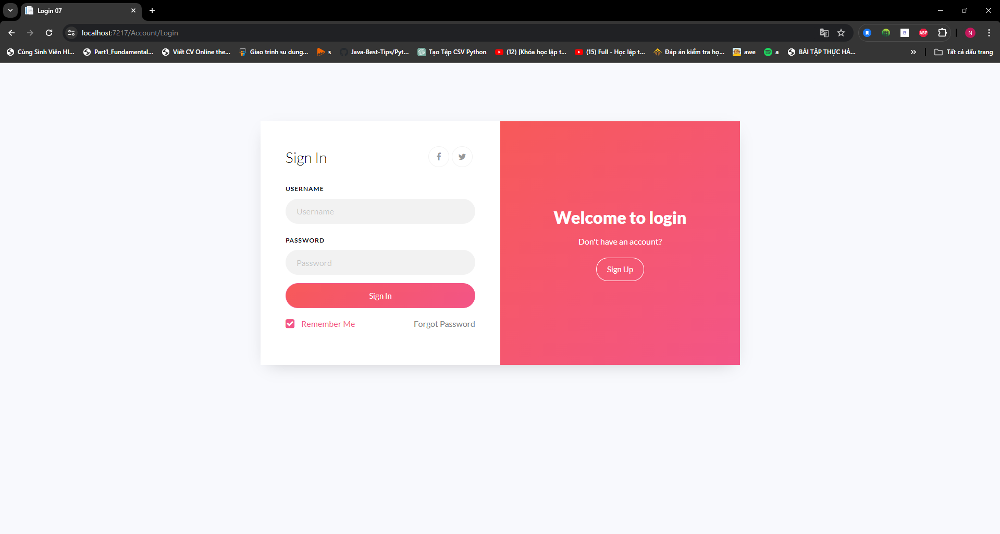 Login 07
localhost:7217/Account/Login
ABP
B
N
Cùng Sinh Viên HI...
Part1_Fundamental...
Viết CV Online the...
Giao trinh su dung...
s
Java-Best-Tips/Pyt...
Tạo Tệp CSV Python
(12) [Khóa học lập t...
(15) Full - Học lập t...
Đáp án kiểm tra họ...
awe
a
BÀI TẬP THỰC HÀ...
Tất cả dấu trang
Sign In
USERNAME
Username
PASSWORD
Password
Sign In
Remember Me
Forgot Password
Welcome to login
Don't have an account?
Sign Up